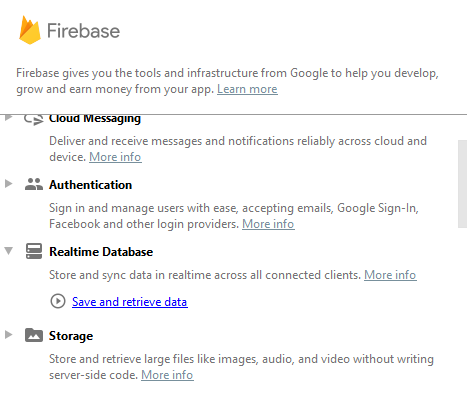 Firebase
Firebase gives you the tools and infrastructure from Google to help you develop,
grow and earn money from your app. Learn more
Cloud Messaging
Deliver and receive messages and notifications reliably across cloud and
device. More info
Authentication
Sign in and manage users with ease, accepting emails, Google Sign-In,
Facebook and other login providers. More info
Realtime Database
Store and sync data in realtime across all connected clients. More info
Save and retrieve data
Storage
Store and retrieve large files like images, audio, and video without writing
server-side code. More info